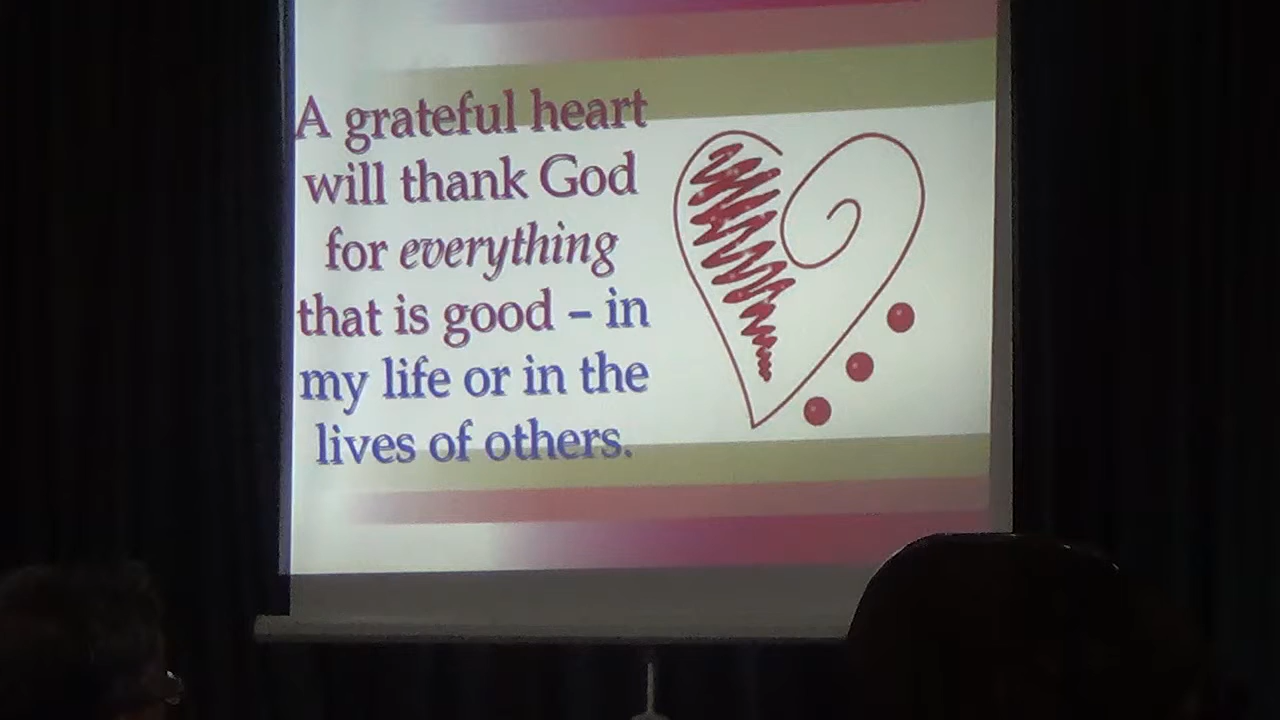 A grateful heart
will thank God
for everything
that is good – in
my life or in the
lives of others.